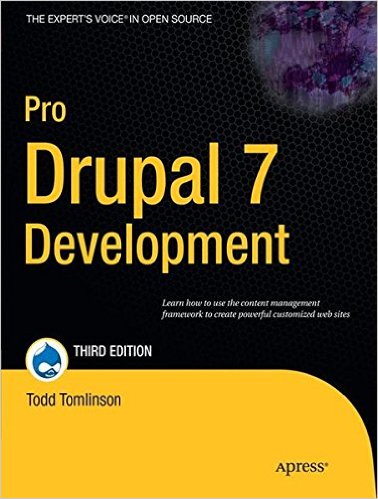 THE EXPERT'S VOICE® IN OPEN SOURCE
Pro
Drupal 7
Development
Learn how to use the content management
framework to create powerful customized web sites
THIRD EDITION
Todd Tomlinson
Apress®